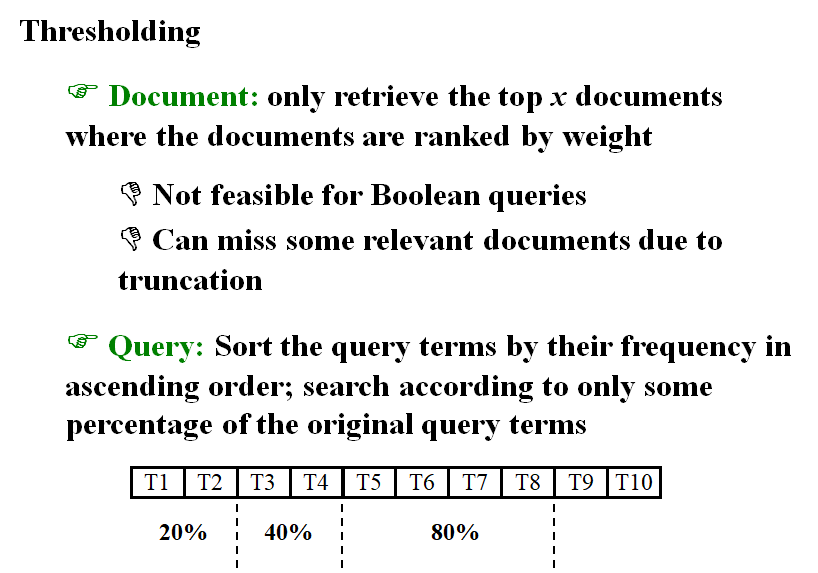 Thresholding
☞ Document: only retrieve the top x documents
where the documents are ranked by weight
👎 Not feasible for Boolean queries
👎 Can miss some relevant documents due to
truncation
☞ Query: Sort the query terms by their frequency in
ascending order; search according to only some
percentage of the original query terms
T1 T2 T3 T4 T5 T6 T7 T8 T9 T10
20% 40% 80%